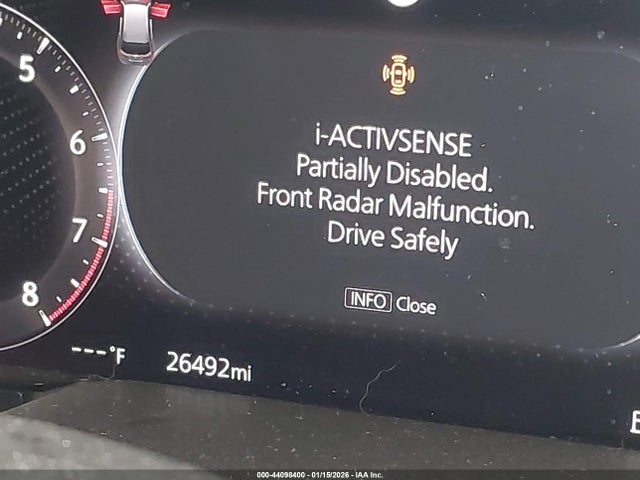 5
6
7
8
i-ACTIVSENSE
Partially Disabled.
Front Radar Malfunction.
Drive Safely
INFO Close
---°F 26492mi
E
000-44098400 - 01/15/2026 - IAA Inc.